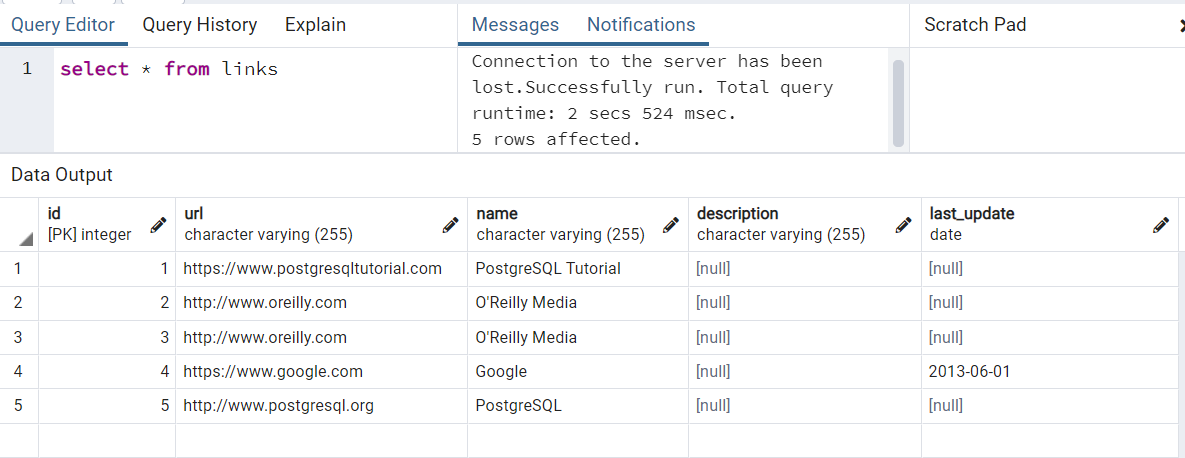 Query Editor Query History Explain Messages Notifications Scratch Pad
1 select * from links
Connection to the server has been
lost.Successfully run. Total query
runtime: 2 secs 524 msec.
5 rows affected.
Data Output
id url name description last_update
[PK] integer character varying (255) character varying (255) character varying (255) date
1 1 https://www.postgresqltutorial.com PostgreSQL Tutorial [null] [null]
2 2 http://www.oreilly.com O'Reilly Media [null] [null]
3 3 http://www.oreilly.com O'Reilly Media [null] [null]
4 4 https://www.google.com Google [null] 2013-06-01
5 5 http://www.postgresql.org PostgreSQL [null] [null]